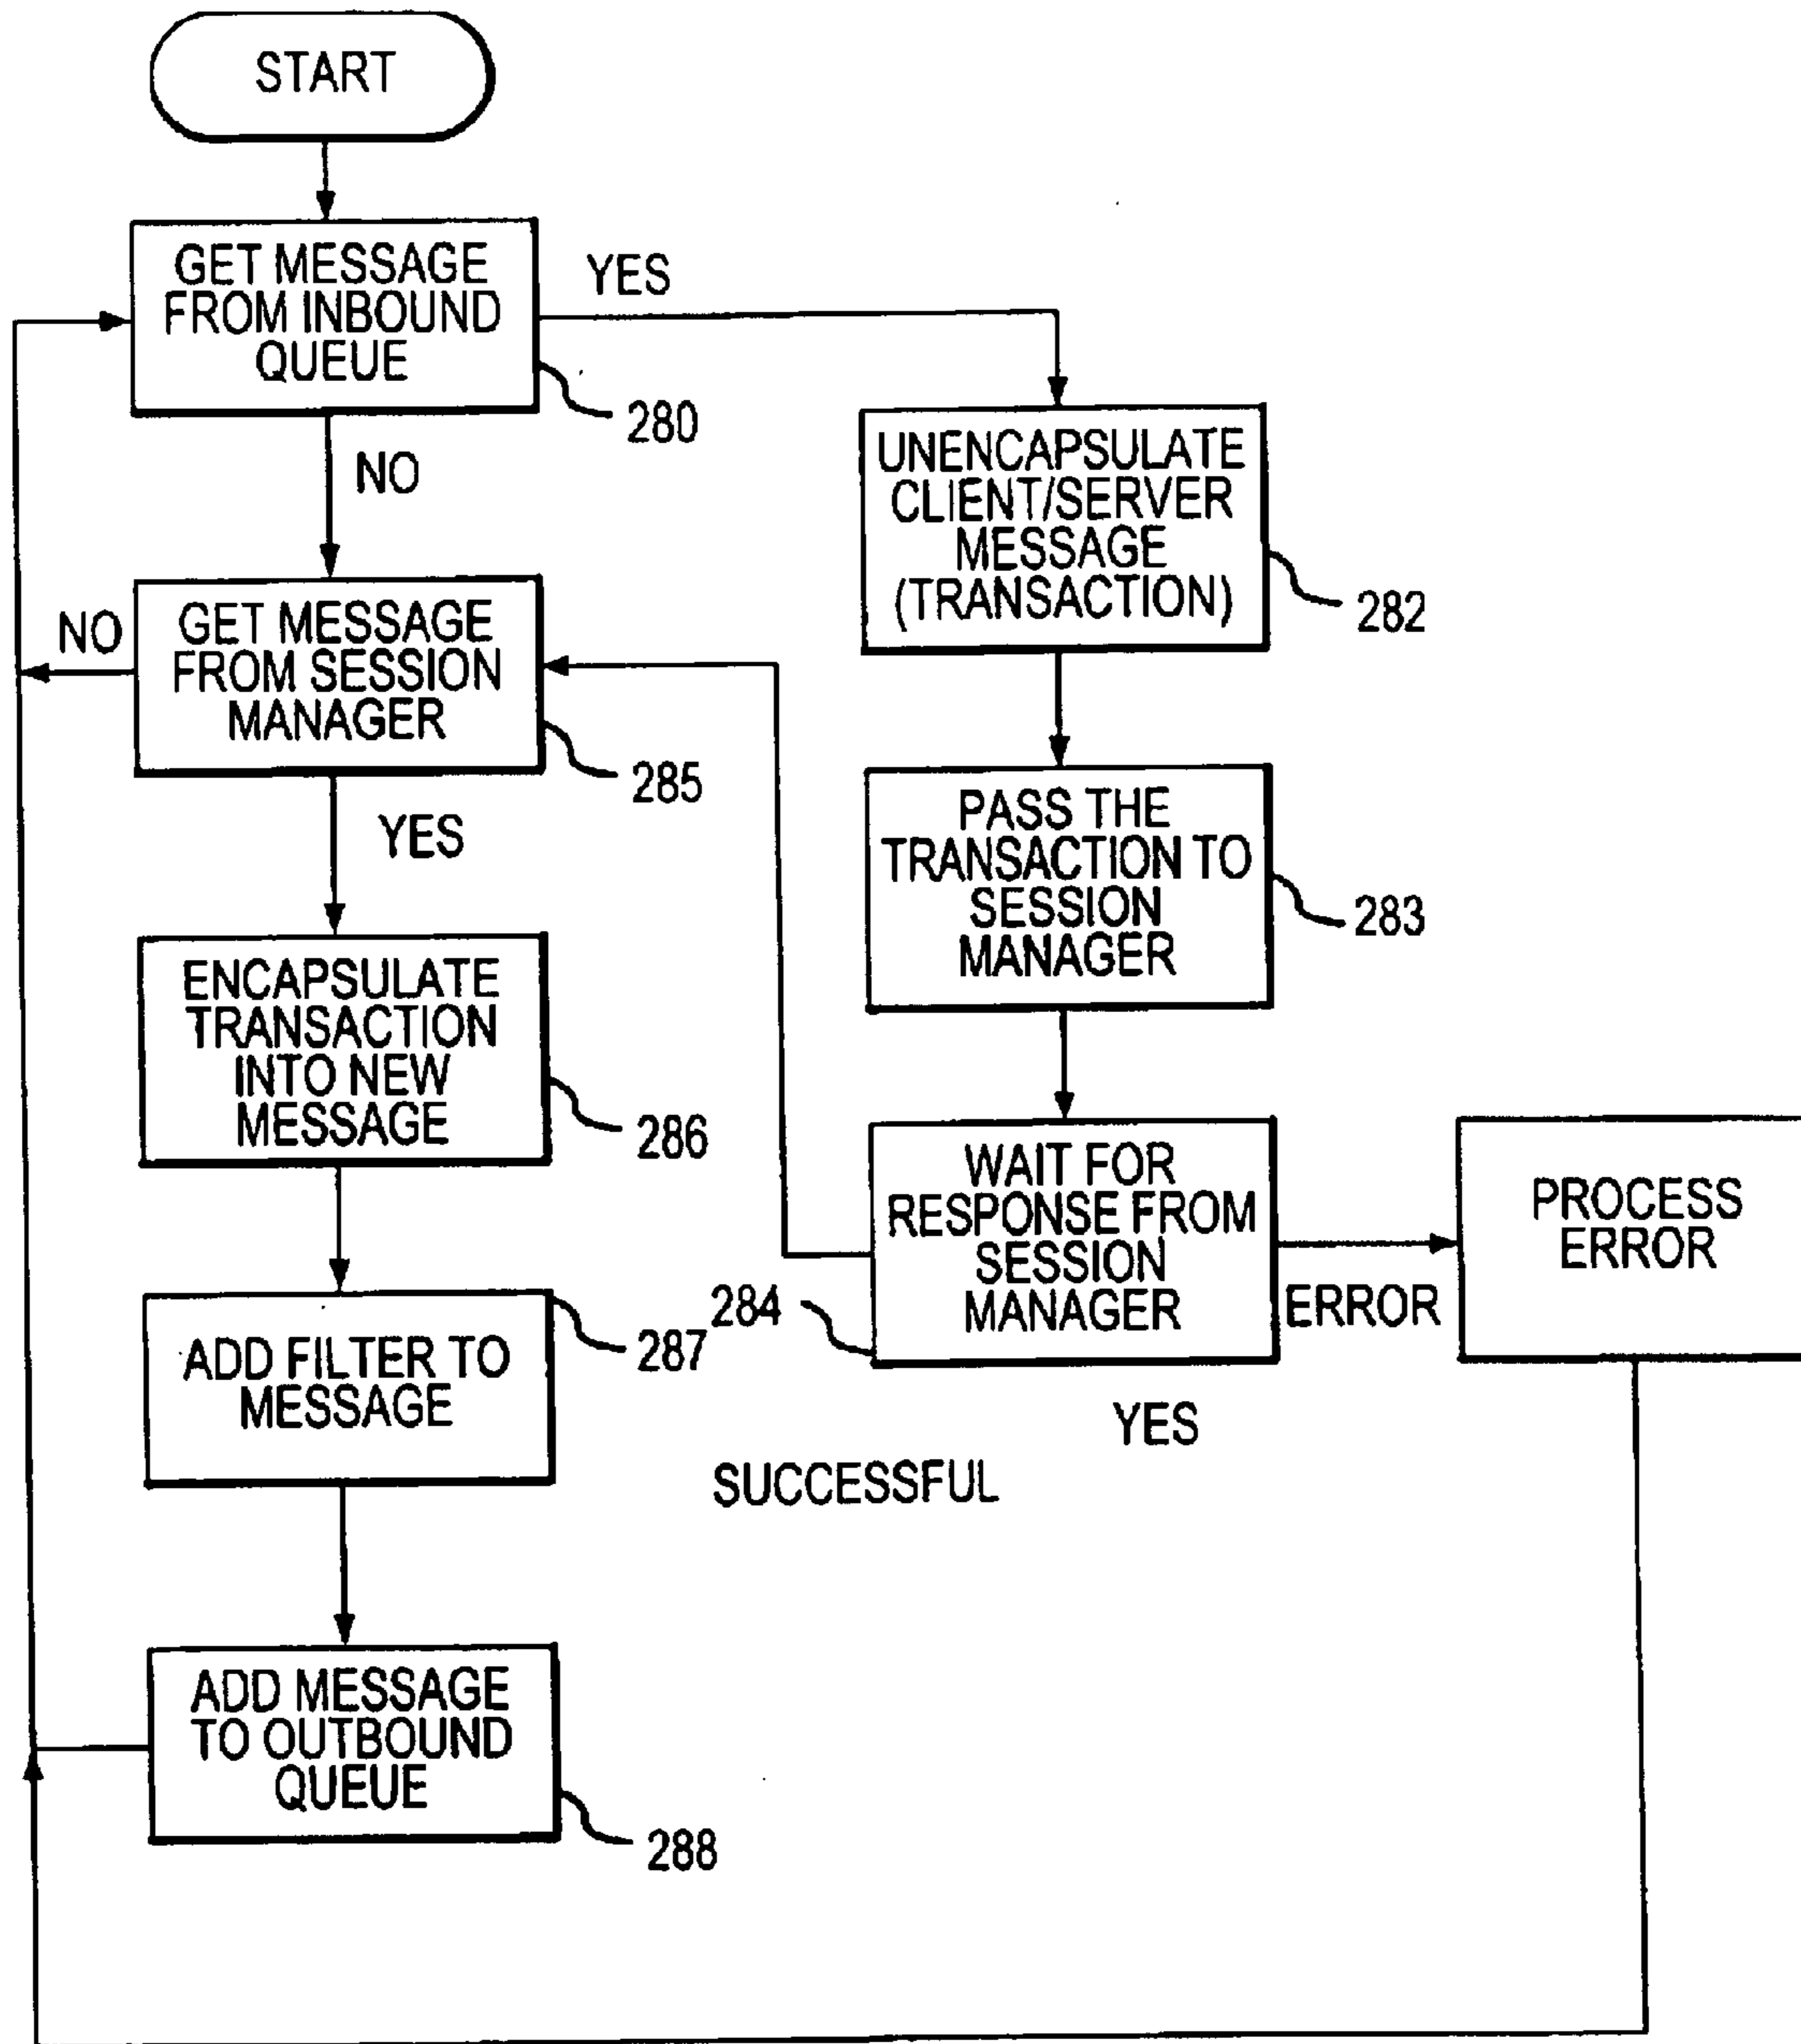 START
GET MESSAGE
FROM INBOUND
QUEUE
280
YES
NO
UNENCAPSULATE
CLIENT/SERVER
MESSAGE
(TRANSACTION)
282
GET MESSAGE
FROM SESSION
MANAGER
285
NO
YES
PASS THE
TRANSACTION TO
SESSION
MANAGER
283
ENCAPSULATE
TRANSACTION
INTO NEW
MESSAGE
286
WAIT FOR
RESPONSE FROM
SESSION
MANAGER
284
ERROR
PROCESS
ERROR
ADD FILTER TO
MESSAGE
287
YES
SUCCESSFUL
ADD MESSAGE
TO OUTBOUND
QUEUE
288